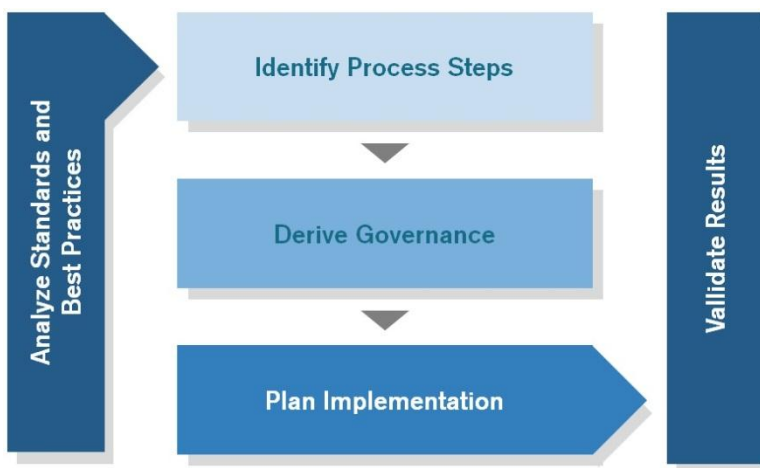 Analyze Standards and
Best Practices
Identify Process Steps
Derive Governance
Plan Implementation
Vallidate Results